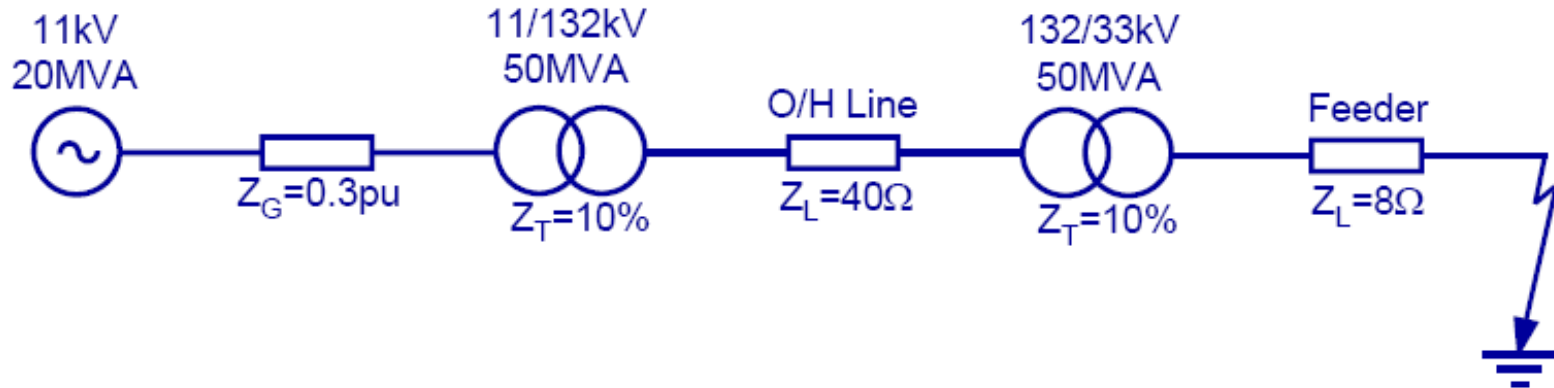 11kV
20MVA
11/132kV
50MVA
132/33kV
50MVA
O/H Line
Feeder
Z_G=0.3pu
Z_T=10%
Z_L=40Ω
Z_T=10%
Z_L=8Ω